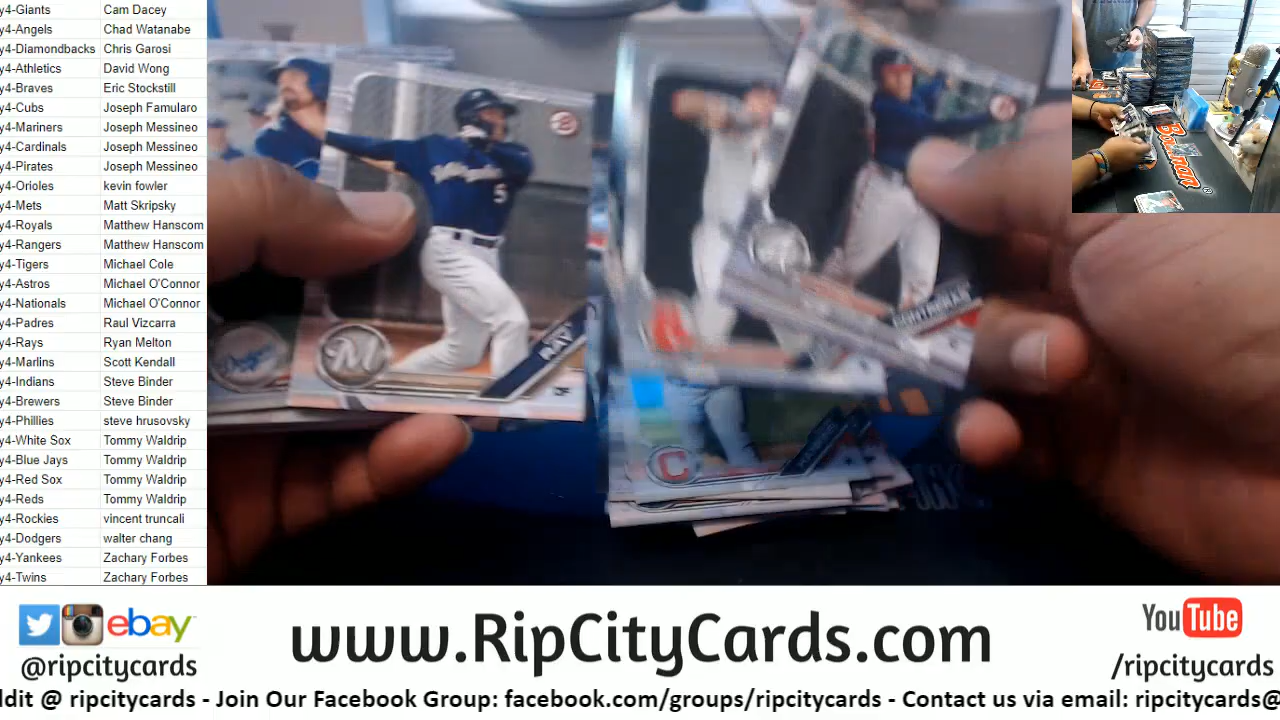 y4-Giants Cam Dacey
y4-Angels Chad Watanabe
y4-Diamondbacks Chris Garosi
y4-Athletics David Wong
y4-Braves Eric Stockstill
y4-Cubs Joseph Famularo
y4-Mariners Joseph Messineo
y4-Cardinals Joseph Messineo
y4-Pirates Joseph Messineo
y4-Orioles kevin fowler
y4-Mets Matt Skripsky
y4-Royals Matthew Hanscom
y4-Rangers Matthew Hanscom
y4-Tigers Michael Cole
y4-Astros Michael O'Connor
y4-Nationals Michael O'Connor
y4-Padres Raul Vizcarra
y4-Rays Ryan Melton
y4-Marlins Scott Kendall
y4-Indians Steve Binder
y4-Brewers Steve Binder
y4-Phillies steve hrusovsky
y4-White Sox Tommy Waldrip
y4-Blue Jays Tommy Waldrip
y4-Red Sox Tommy Waldrip
y4-Reds Tommy Waldrip
y4-Rockies vincent truncali
y4-Dodgers walter chang
y4-Yankees Zachary Forbes
y4-Twins Zachary Forbes
5
M
RAY
C
Dodgers
Bowman
ebay
@ripcitycards
www.RipCityCards.com
YouTube
/ripcitycards
ddit @ ripcitycards - Join Our Facebook Group: facebook.com/groups/ripcitycards - Contact us via email: ripcitycards@